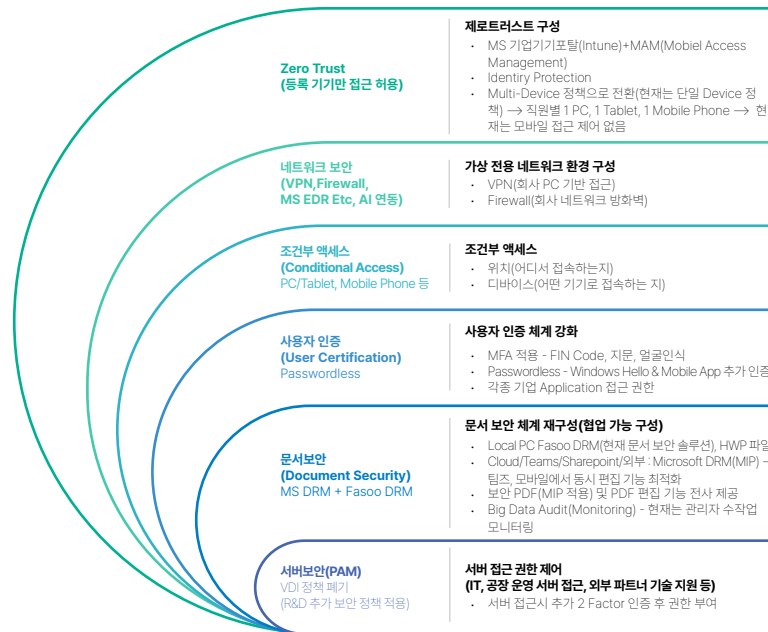 Zero Trust
(등록 기기만 접근 허용)
제로트러스트 구성
· MS 기업기기포탈(Intune)+MAM(Mobiel Access
Management)
· Identiry Protection
· Multi-Device 정책으로 전환(현재는 단일 Device 정
책) → 직원별 1 PC, 1 Tablet, 1 Mobile Phone → 현
재는 모바일 접근 제어 없음
네트워크 보안
(VPN,Firewall,
MS EDR Etc, AI 연동)
가상 전용 네트워크 환경 구성
· VPN(회사 PC 기반 접근)
· Firewall(회사 네트워크 방화벽)
조건부 액세스
(Conditional Access)
PC/Tablet, Mobile Phone 등
조건부 액세스
· 위치(어디서 접속하는지)
· 디바이스(어떤 기기로 접속하는 지)
사용자 인증
(User Certification)
Passwordless
사용자 인증 체계 강화
· MFA 적용 - FIN Code, 지문, 얼굴인식
· Passwordless - Windows Hello & Mobile App 추가 인증
· 각종 기업 Application 접근 권한
문서보안
(Document Security)
MS DRM + Fasoo DRM
문서 보안 체계 재구성(협업 가능 구성)
· Local PC Fasoo DRM(현재 문서 보안 솔루션), HWP 파일
· Cloud/Teams/Sharepoint/외부 : Microsoft DRM(MIP) –
팀즈, 모바일에서 동시 편집 기능 최적화
· 보안 PDF(MIP 적용) 및 PDF 편집 기능 전사 제공
· Big Data Audit(Monitoring) - 현재는 관리자 수작업
모니터링
서버보안(PAM)
VDI 정책 폐기
(R&D 추가 보안 정책 적용)
서버 접근 권한 제어
(IT, 공장 운영 서버 접근, 외부 파트너 기술 지원 등)
· 서버 접근시 추가 2 Factor 인증 후 권한 부여